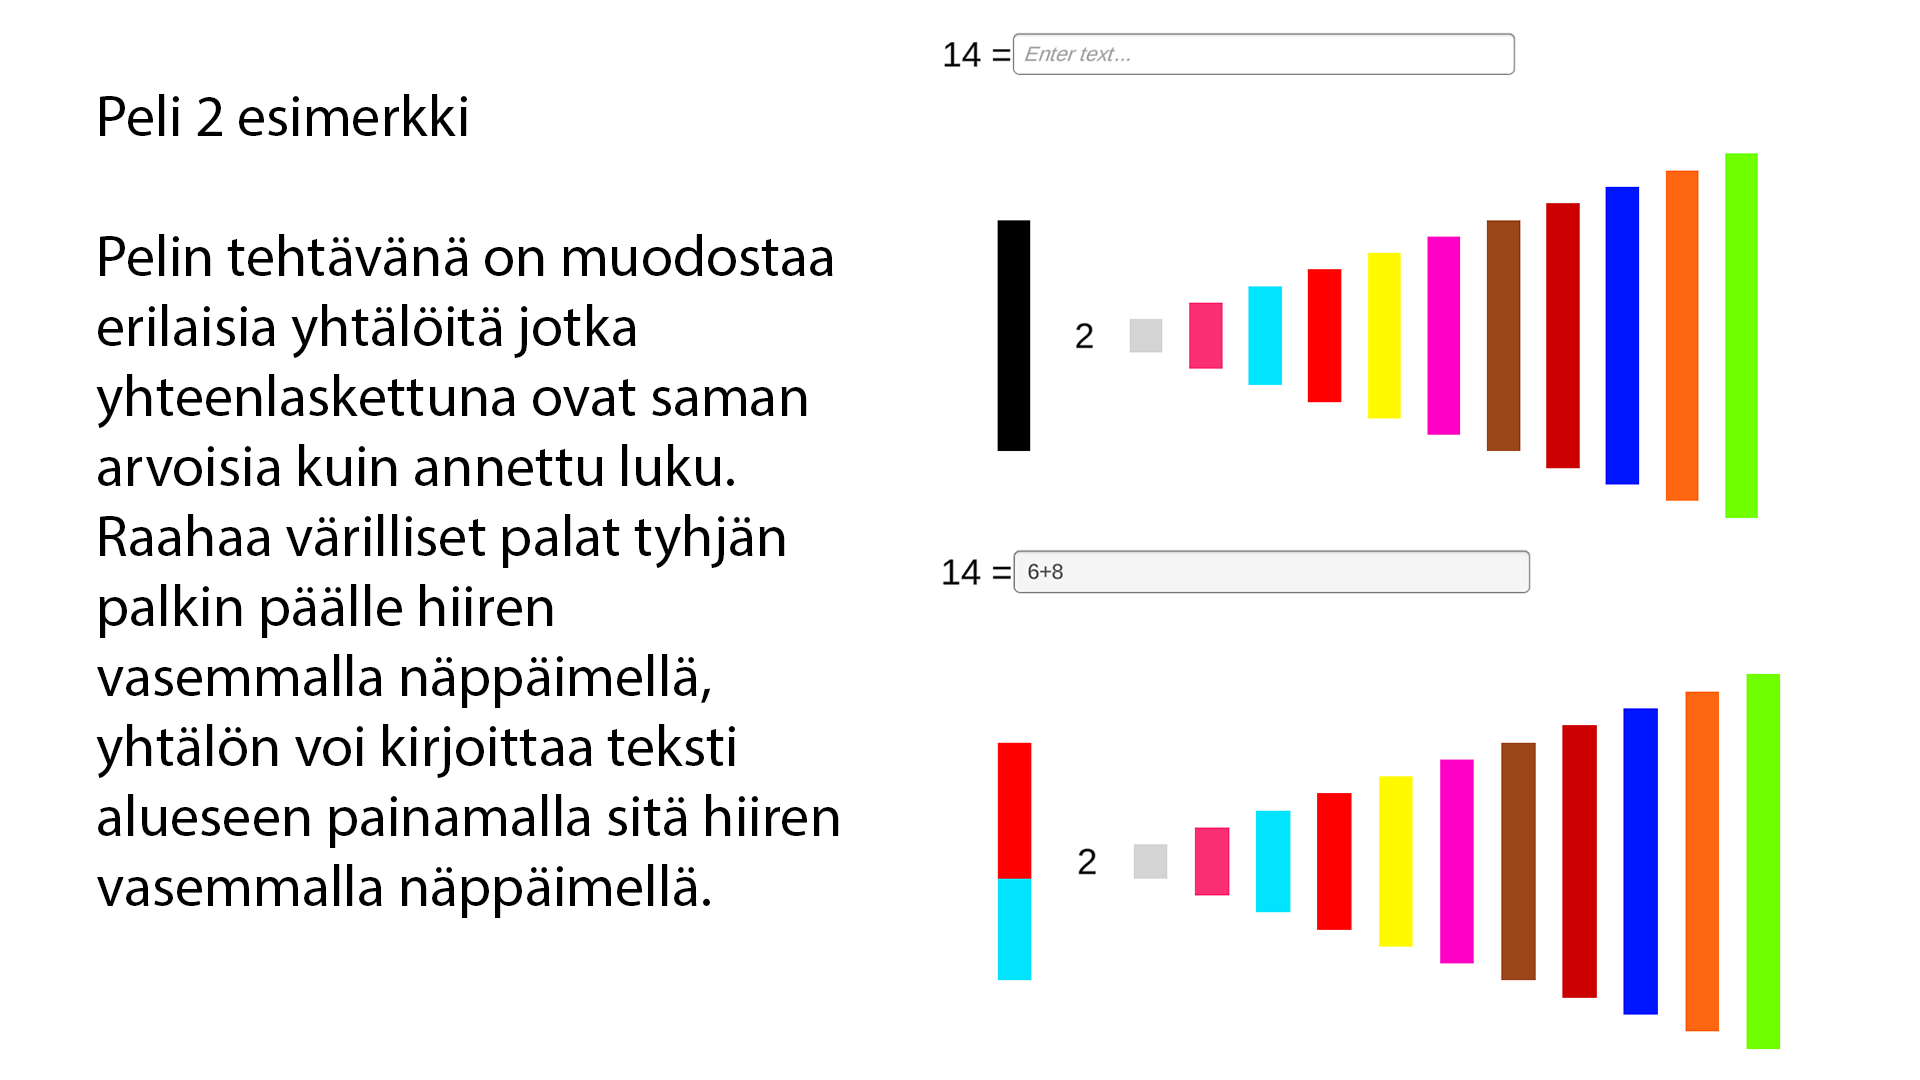 Peli 2 esimerkki
Pelin tehtävänä on muodostaa
erilaisia yhtälöitä jotka
yhteenlaskettuna ovat saman
arvoisia kuin annettu luku.
Raahaa värilliset palat tyhjän
palkin päälle hiiren
vasemmalla näppäimellä,
yhtälön voi kirjoittaa teksti
alueseen painamalla sitä hiiren
vasemmalla näppäimellä.
14 = Enter text...
2
14 = 6+8
2